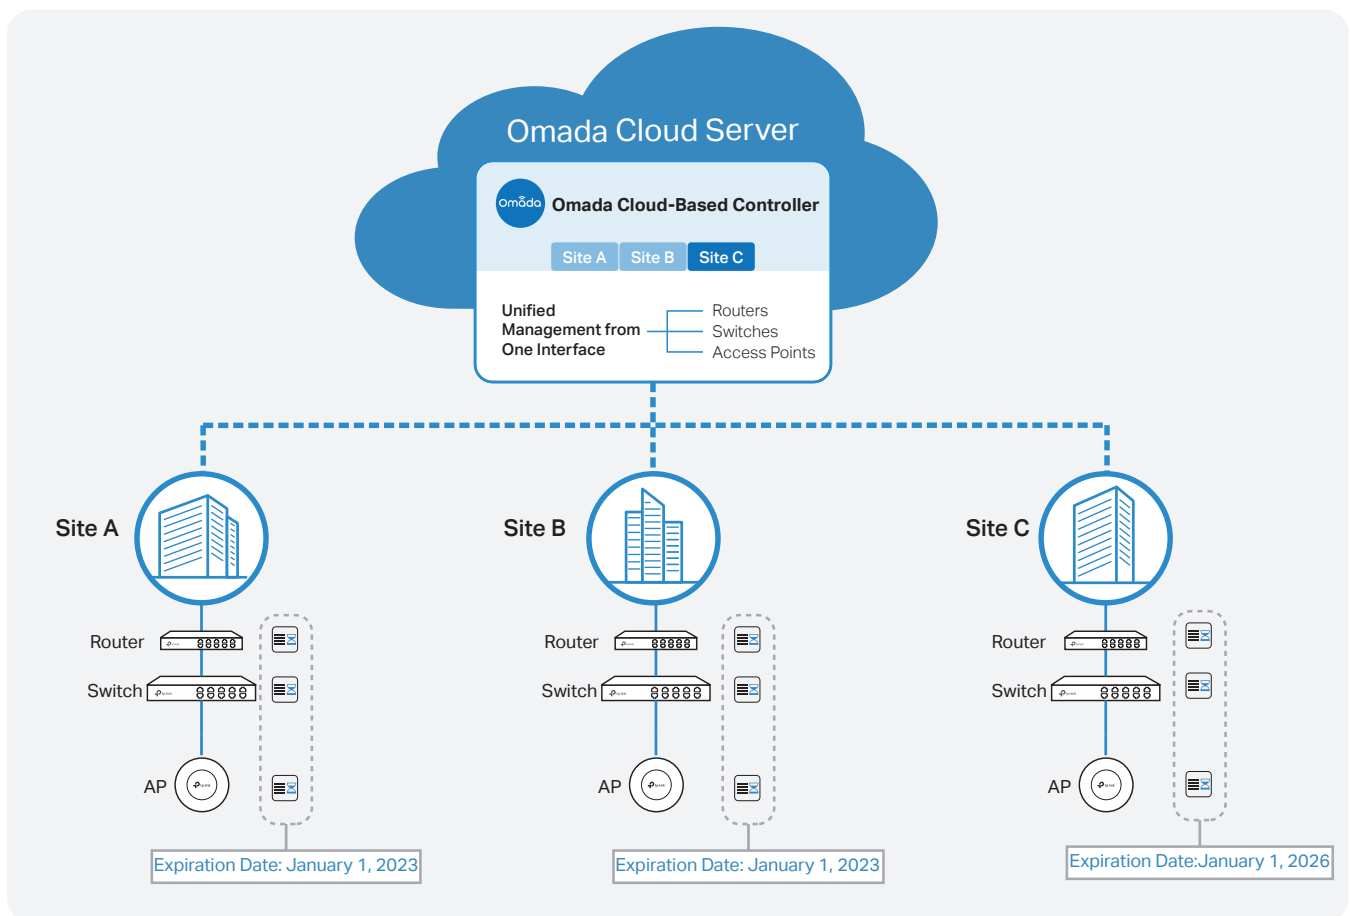 Omada Cloud Server
Omada
Omada Cloud-Based Controller
Site A
Site B
Site C
Unified
Management from
One Interface
Routers
Switches
Access Points
Site A
Router
Switch
AP
Expiration Date: January 1, 2023
Site B
Router
Switch
AP
Expiration Date: January 1, 2023
Site C
Router
Switch
AP
Expiration Date:January 1, 2026